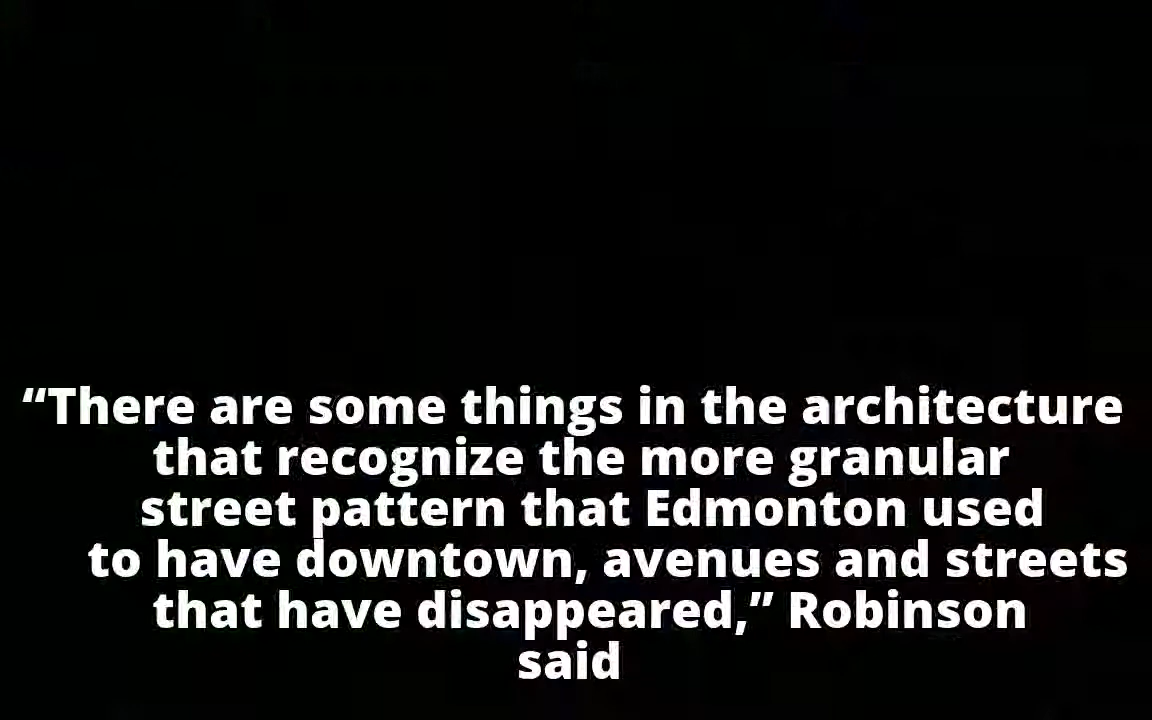 “There are some things in the architecture
that recognize the more granular
street pattern that Edmonton used
to have downtown, avenues and streets
that have disappeared,” Robinson
said